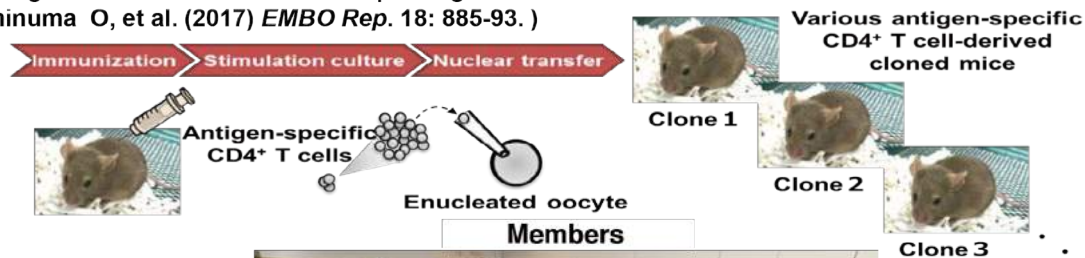 minuma O, et al. (2017) EMBO Rep. 18: 885-93. )
Various antigen-specific
CD4+ T cell-derived
cloned mice
Immunization
Stimulation culture
Nuclear transfer
Clone 1
Antigen-specific
CD4+ T cells
Clone 2
Enucleated oocyte
Members
Clone 3